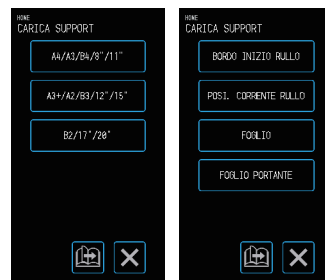 HOME
CARICA SUPPORT
A4/A3/B4/8"/11"
A3+/A2/B3/12"/15"
B2/17"/20"
HOME
CARICA SUPPORT
BORDO INIZIO RULLO
POSI. CORRENTE RULLO
FOGLIO
FOGLIO PORTANTE